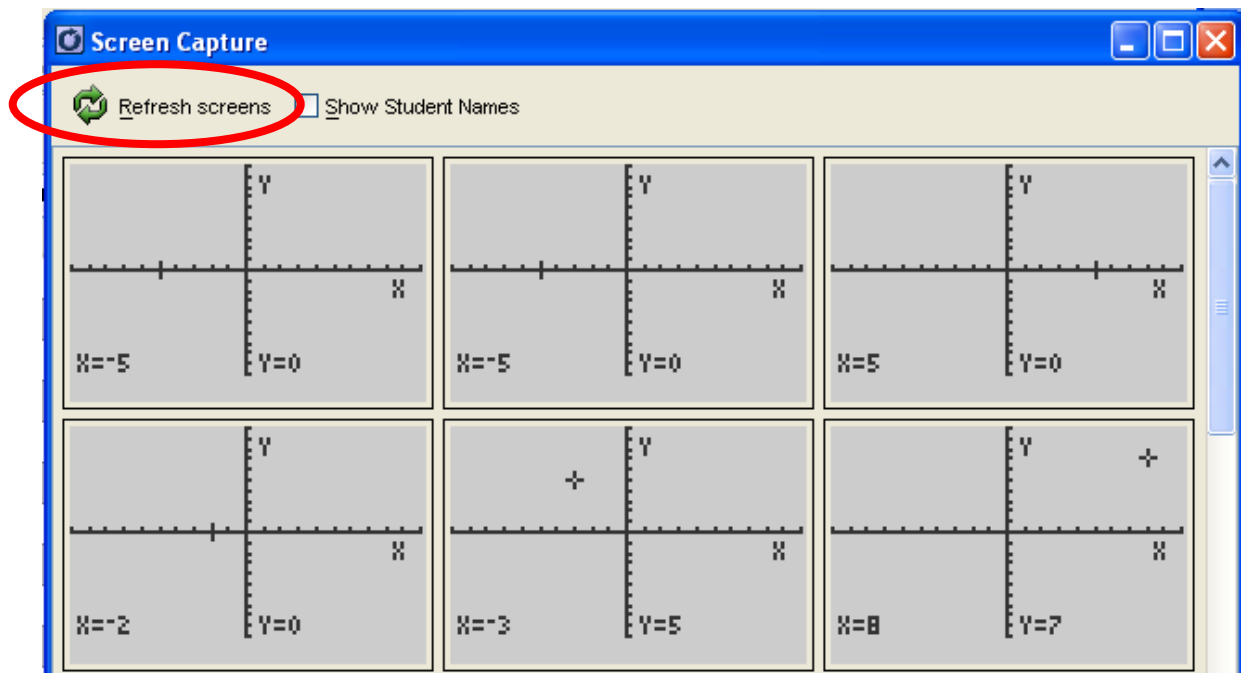 Screen Capture
Refresh screens Show Student Names
Y Y Y
X X X
X=-5 Y=0 X=-5 Y=0 X=5 Y=0
Y Y Y
X X X
X=-2 Y=0 X=-3 Y=5 X=8 Y=7